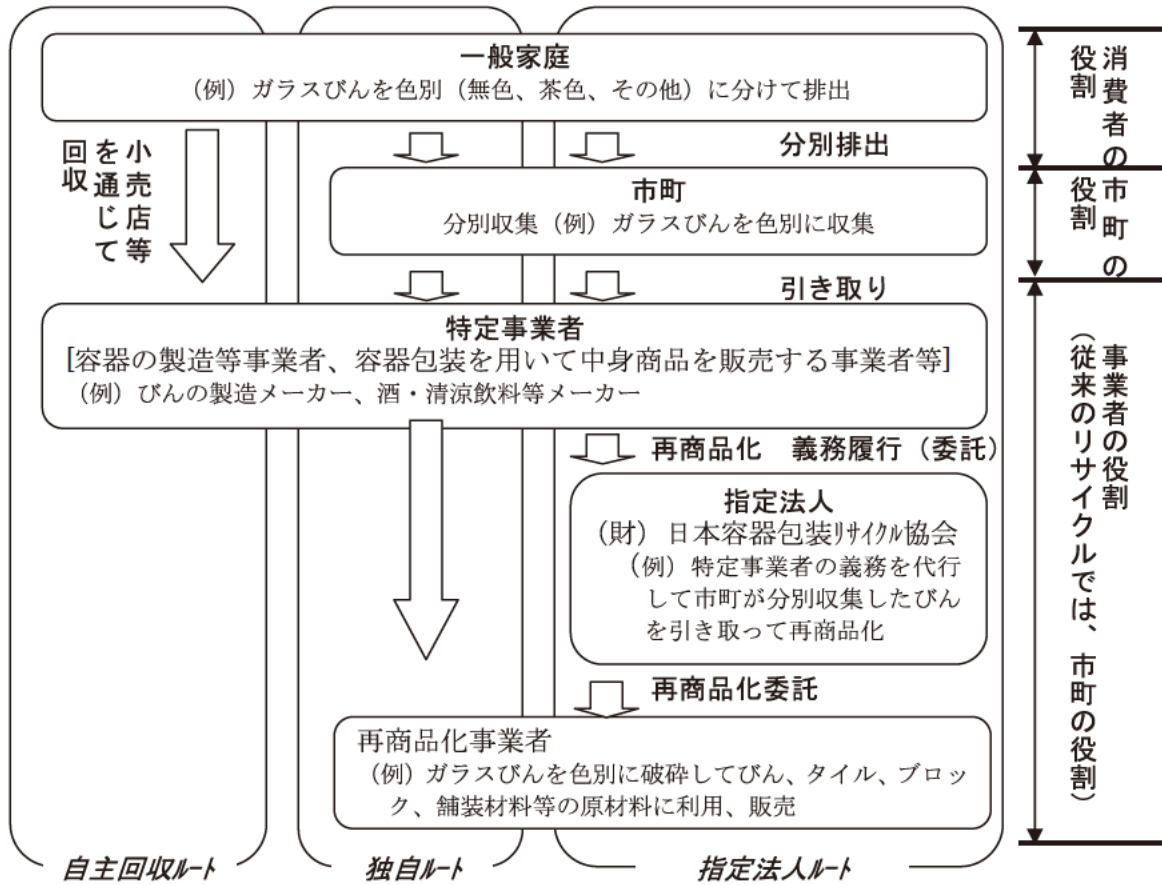 一般家庭
(例)ガラスびんを色別(無色、茶色、その他)に分けて排出
小売店等
を通じて
回収
分別排出
市町
分別収集(例)ガラスびんを色別に収集
引き取り
特定事業者
[容器の製造等事業者、容器包装を用いて中身商品を販売する事業者等]
(例)びんの製造メーカー、酒・清涼飲料等メーカー
再商品化 義務履行(委託)
指定法人
(財)日本容器包装ﾘｻｲｸﾙ協会
(例)特定事業者の義務を代行
して市町が分別収集したびん
を引き取って再商品化
再商品化委託
再商品化事業者
(例)ガラスびんを色別に破砕してびん、タイル、ブロッ
ク、舗装材料等の原材料に利用、販売
自主回収ﾙｰﾄ
独自ﾙｰﾄ
指定法人ﾙｰﾄ
消費者の
役割
市町の
役割
事業者の役割
(従来のリサイクルでは、市町の役割)